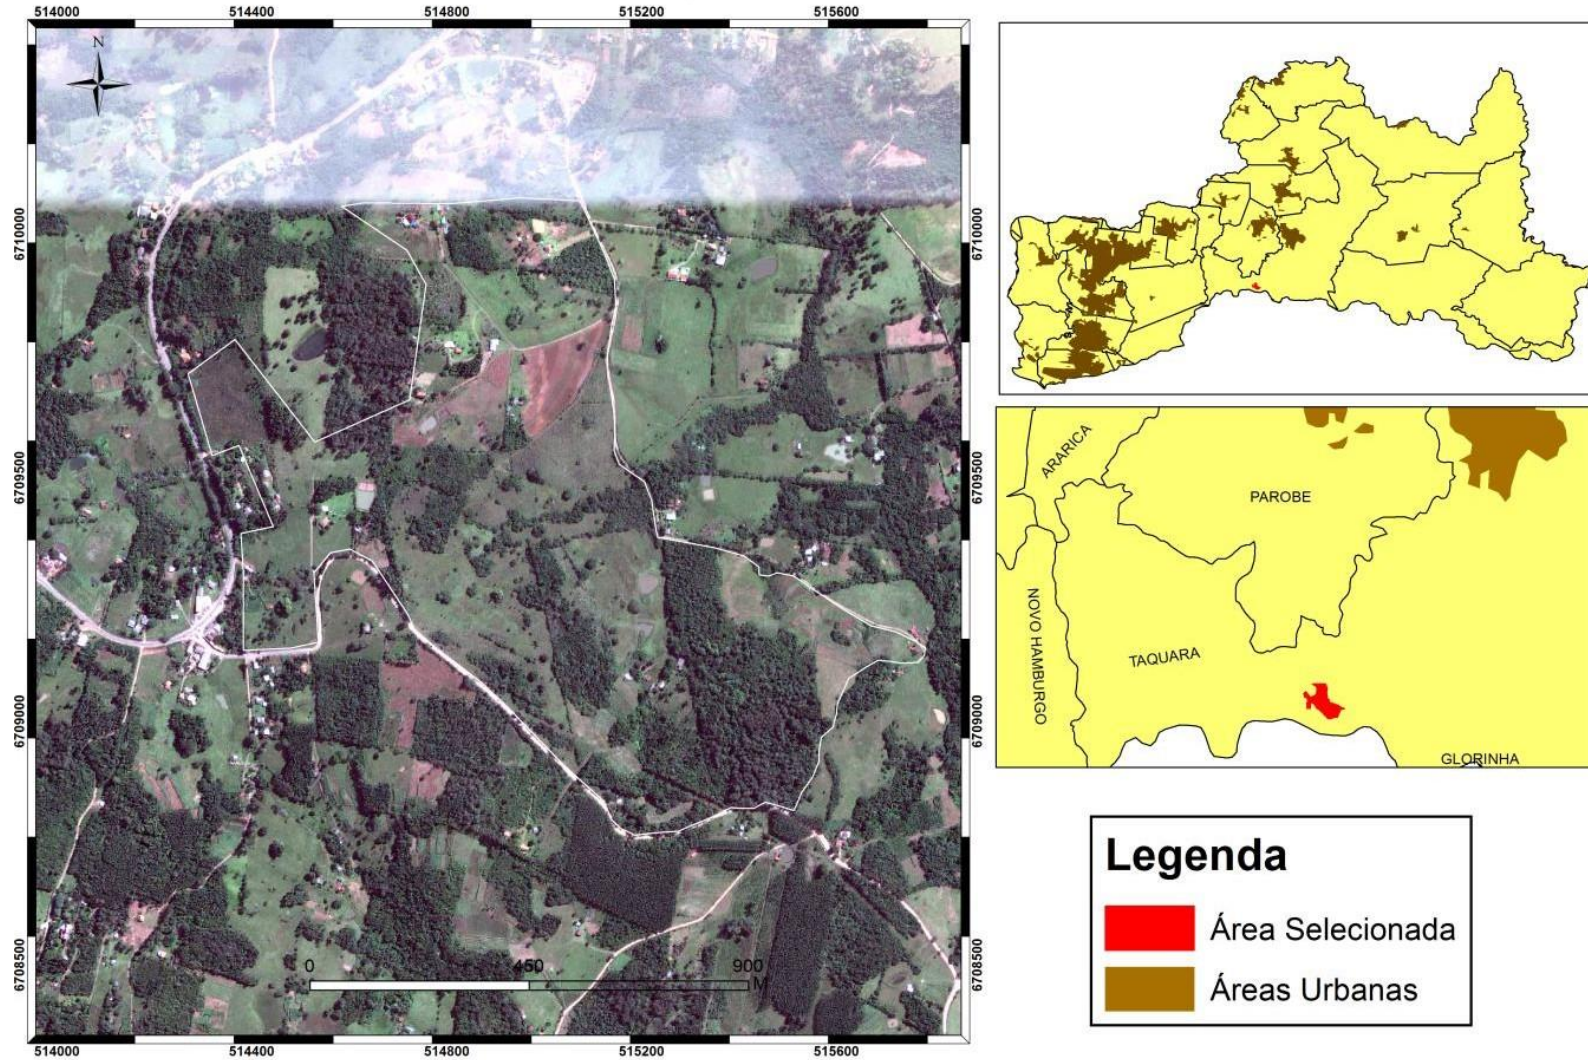 514000 514400 514800 515200 515600
N
6710000 6710000
6709500 6709500
6709000 6709000
6708500 6708500
0 450 900
M
514000 514400 514800 515200 515600
ARARICA
PAROBE
NOVO HAMBURGO
TAQUARA
GLORINHA
Legenda
Área Selecionada
Áreas Urbanas